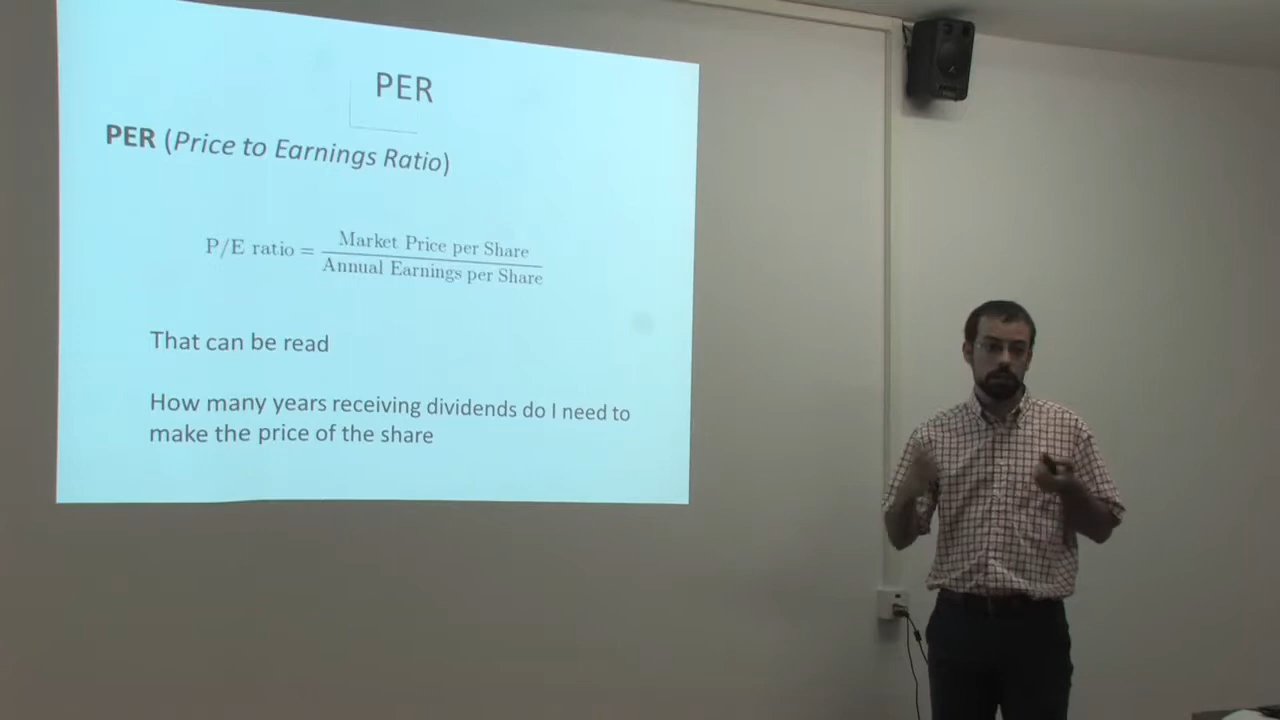 PER
PER (Price to Earnings Ratio)
P/E ratio = Market Price per Share
Annual Earnings per Share
That can be read
How many years receiving dividends do I need to
make the price of the share